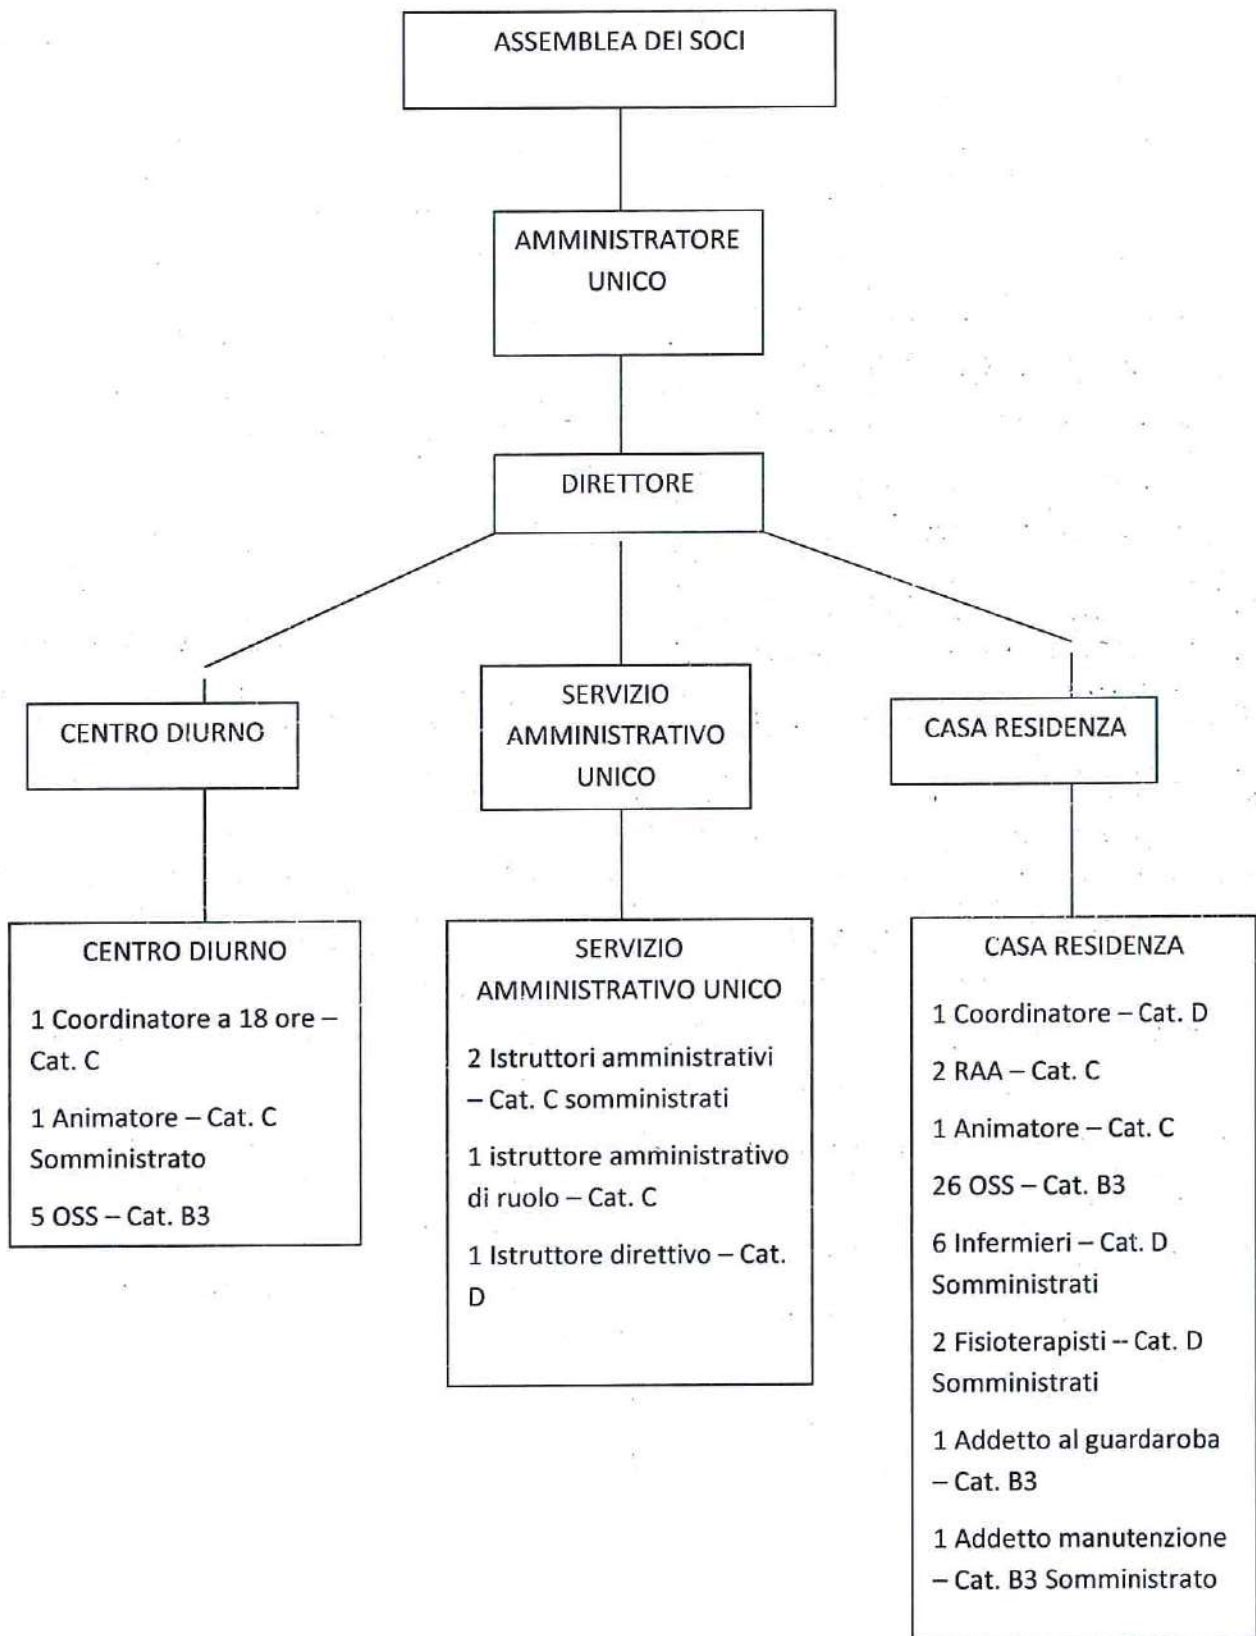 ASSEMBLEA DEI SOCI
AMMINISTRATORE
UNICO
DIRETTORE
CENTRO DIURNO
SERVIZIO
AMMINISTRATIVO
UNICO
CASA RESIDENZA
CENTRO DIURNO
1 Coordinatore a 18 ore –
Cat. C
1 Animatore – Cat. C
Somministrato
5 OSS – Cat. B3
SERVIZIO
AMMINISTRATIVO UNICO
2 Istruttori amministrativi
– Cat. C somministrati
1 istruttore amministrativo
di ruolo – Cat. C
1 Istruttore direttivo – Cat.
D
CASA RESIDENZA
1 Coordinatore – Cat. D
2 RAA – Cat. C
1 Animatore – Cat. C
26 OSS – Cat. B3
6 Infermieri – Cat. D
Somministrati
2 Fisioterapisti -- Cat. D
Somministrati
1 Addetto al guardaroba
– Cat. B3
1 Addetto manutenzione
– Cat. B3 Somministrato